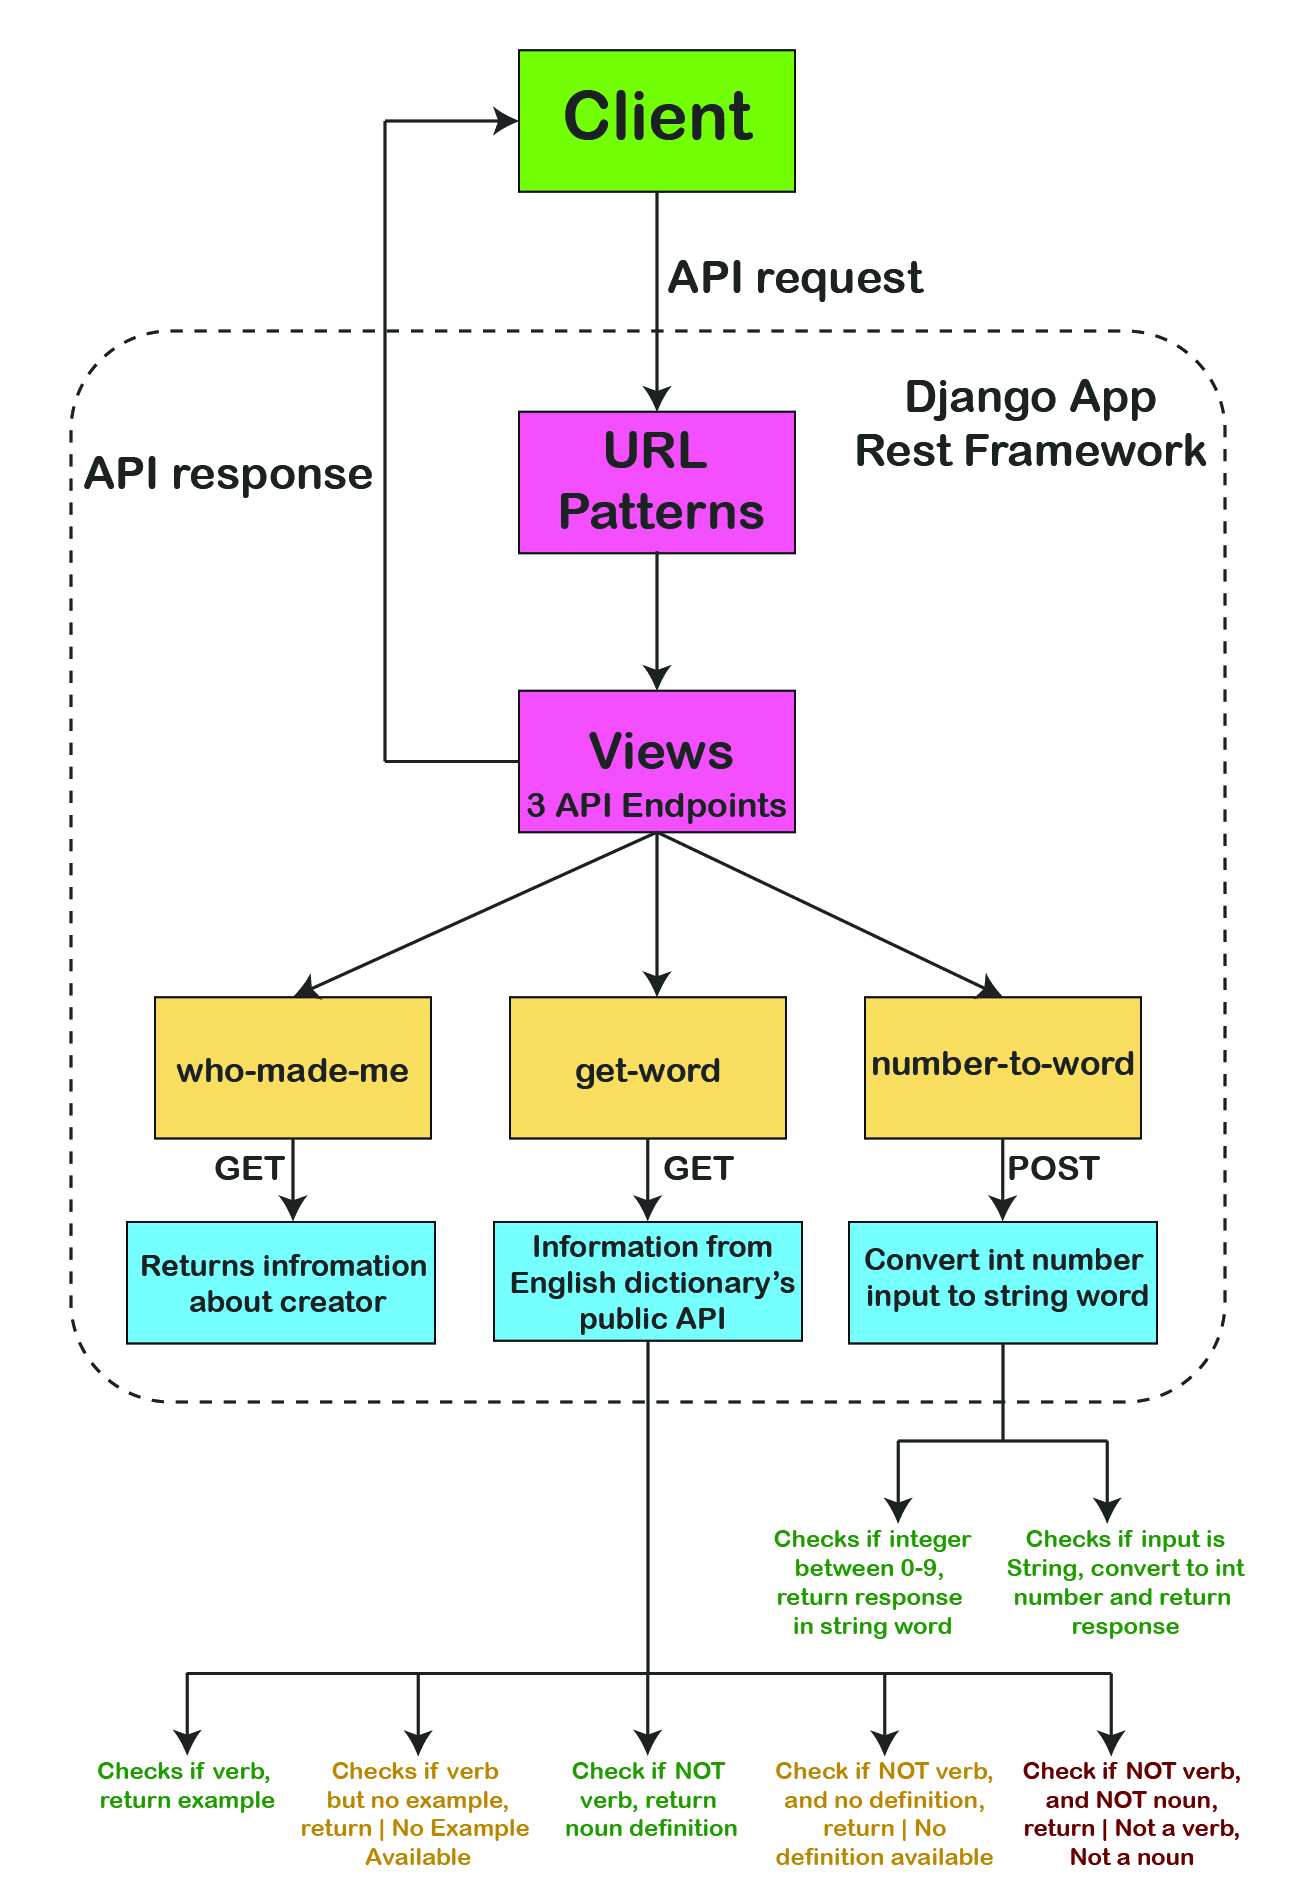 Client
API request
Django App
Rest Framework
API response
URL
Patterns
Views
3 API Endpoints
who-made-me
get-word
number-to-word
GET
GET
POST
Returns infromation
about creator
Information from
English dictionary's
public API
Convert int number
input to string word
Checks if integer
between 0-9,
return response
in string word
Checks if input is
String, convert to int
number and return
response
Checks if verb,
return example
Checks if verb
but no example,
return | No Example
Available
Check if NOT
verb, return
noun definition
Check if NOT verb,
and no definition,
return | No
definition available
Check if NOT verb,
and NOT noun,
return | Not a verb,
Not a noun